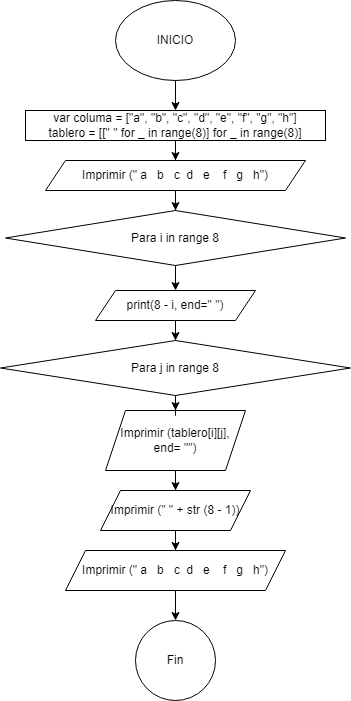 INICIO
var columa = ["a", "b", "c", "d", "e", "f", "g", "h"]
tablero = [[" " for _ in range(8)] for _ in range(8)]
Imprimir (" a b c d e f g h")
Para i in range 8
print(8 - i, end=" ")
Para j in range 8
Imprimir (tablero[i][j],
end= "")
Imprimir (" " + str (8 - 1))
Imprimir (" a b c d e f g h")
Fin